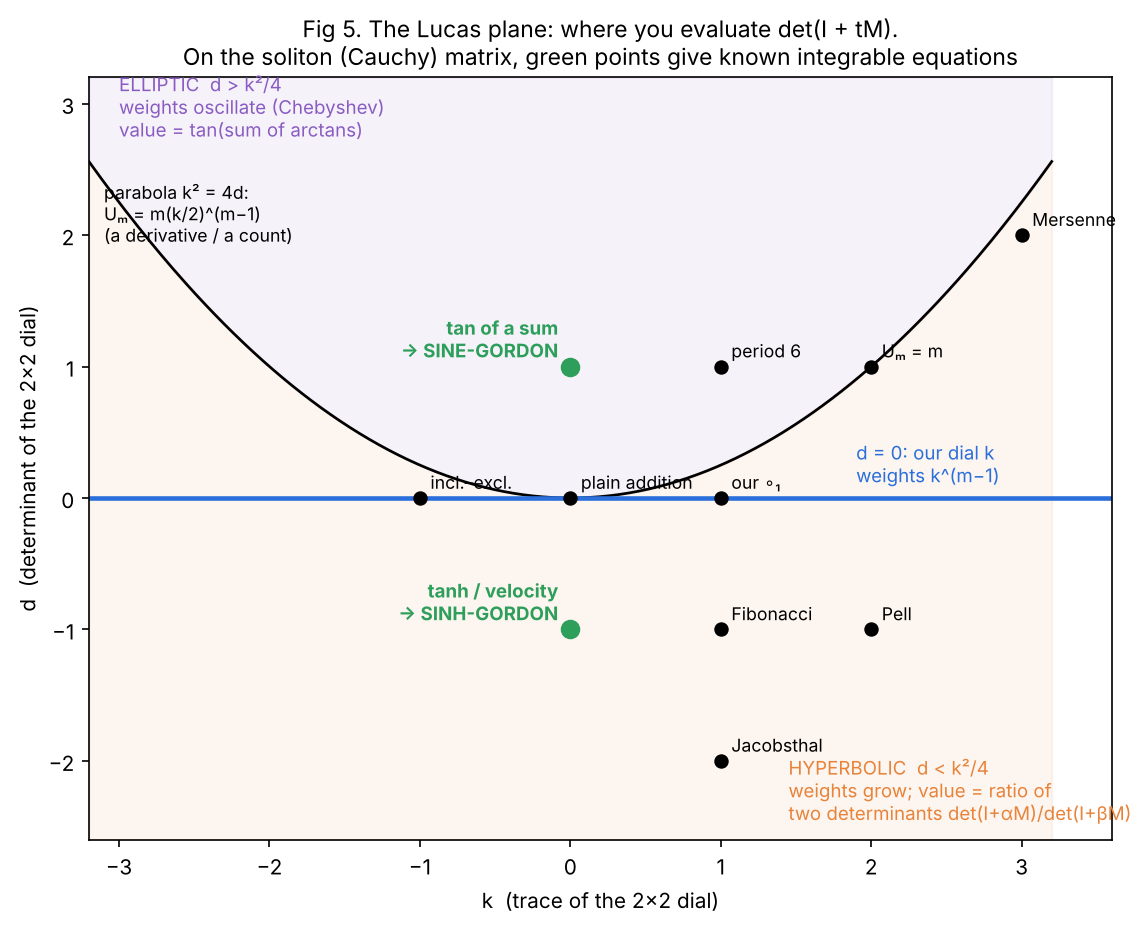 Fig 5. The Lucas plane: where you evaluate det(I + tM).
On the soliton (Cauchy) matrix, green points give known integrable equations
ELLIPTIC d > k²/4
weights oscillate (Chebyshev)
value = tan(sum of arctans)
parabola k² = 4d:
Uₘ = m(k/2)^(m−1)
(a derivative / a count)
Mersenne
tan of a sum
→ SINE-GORDON
period 6
Uₘ = m
d = 0: our dial k
weights k^(m−1)
incl.-excl.
plain addition
our ∘₁
tanh / velocity
→ SINH-GORDON
Fibonacci
Pell
Jacobsthal
HYPERBOLIC d < k²/4
weights grow; value = ratio of
two determinants det(I+αM)/det(I+βM)
3
2
1
0
−1
−2
d (determinant of the 2×2 dial)
−3 −2 −1 0 1 2 3
k (trace of the 2×2 dial)